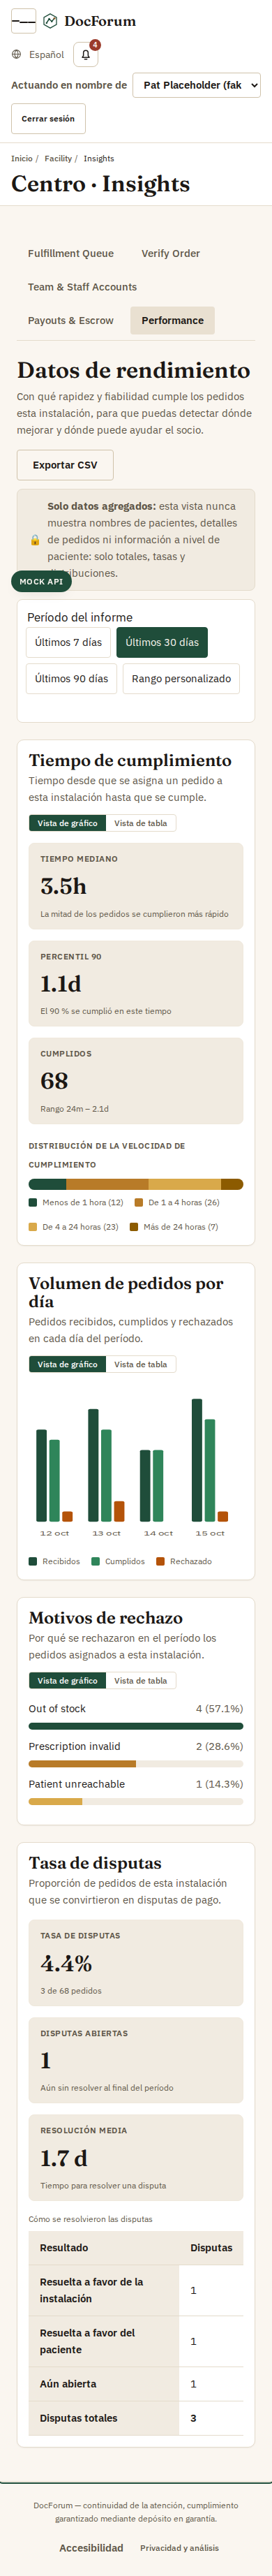 DocForum
Español
4
Actuando en nombre de
Pat Placeholder (fak
Cerrar sesión
Inicio / Facility / Insights
Centro · Insights
Fulfillment Queue
Verify Order
Team & Staff Accounts
Payouts & Escrow
Performance
Datos de rendimiento
Con qué rapidez y fiabilidad cumple los pedidos
esta instalación, para que puedas detectar dónde
mejorar y dónde puede ayudar el socio.
Exportar CSV
Solo datos agregados: esta vista nunca
muestra nombres de pacientes, detalles
de pedidos ni información a nivel de
paciente: solo totales, tasas y
tribuciones.
MOCK API
Período del informe
Últimos 7 días
Últimos 30 días
Últimos 90 días
Rango personalizado
Tiempo de cumplimiento
Tiempo desde que se asigna un pedido a
esta instalación hasta que se cumple.
Vista de gráfico
Vista de tabla
TIEMPO MEDIANO
3.5h
La mitad de los pedidos se cumplieron más rápido
PERCENTIL 90
1.1d
El 90 % se cumplió en este tiempo
CUMPLIDOS
68
Rango 24m – 2.1d
DISTRIBUCIÓN DE LA VELOCIDAD DE
CUMPLIMIENTO
Menos de 1 hora (12)
De 1 a 4 horas (26)
De 4 a 24 horas (23)
Más de 24 horas (7)
Volumen de pedidos por
día
Pedidos recibidos, cumplidos y rechazados
en cada día del período.
Vista de gráfico
Vista de tabla
12 oct
13 oct
14 oct
15 oct
Recibidos
Cumplidos
Rechazado
Motivos de rechazo
Por qué se rechazaron en el período los
pedidos asignados a esta instalación.
Vista de gráfico
Vista de tabla
Out of stock 4 (57.1%)
Prescription invalid 2 (28.6%)
Patient unreachable 1 (14.3%)
Tasa de disputas
Proporción de pedidos de esta instalación
que se convirtieron en disputas de pago.
TASA DE DISPUTAS
4.4%
3 de 68 pedidos
DISPUTAS ABIERTAS
1
Aún sin resolver al final del período
RESOLUCIÓN MEDIA
1.7 d
Tiempo para resolver una disputa
Cómo se resolvieron las disputas
Resultado Disputas
Resuelta a favor de la
instalación
1
Resuelta a favor del
paciente
1
Aún abierta 1
Disputas totales 3
DocForum — continuidad de la atención, cumplimiento
garantizado mediante depósito en garantía.
Accesibilidad
Privacidad y análisis